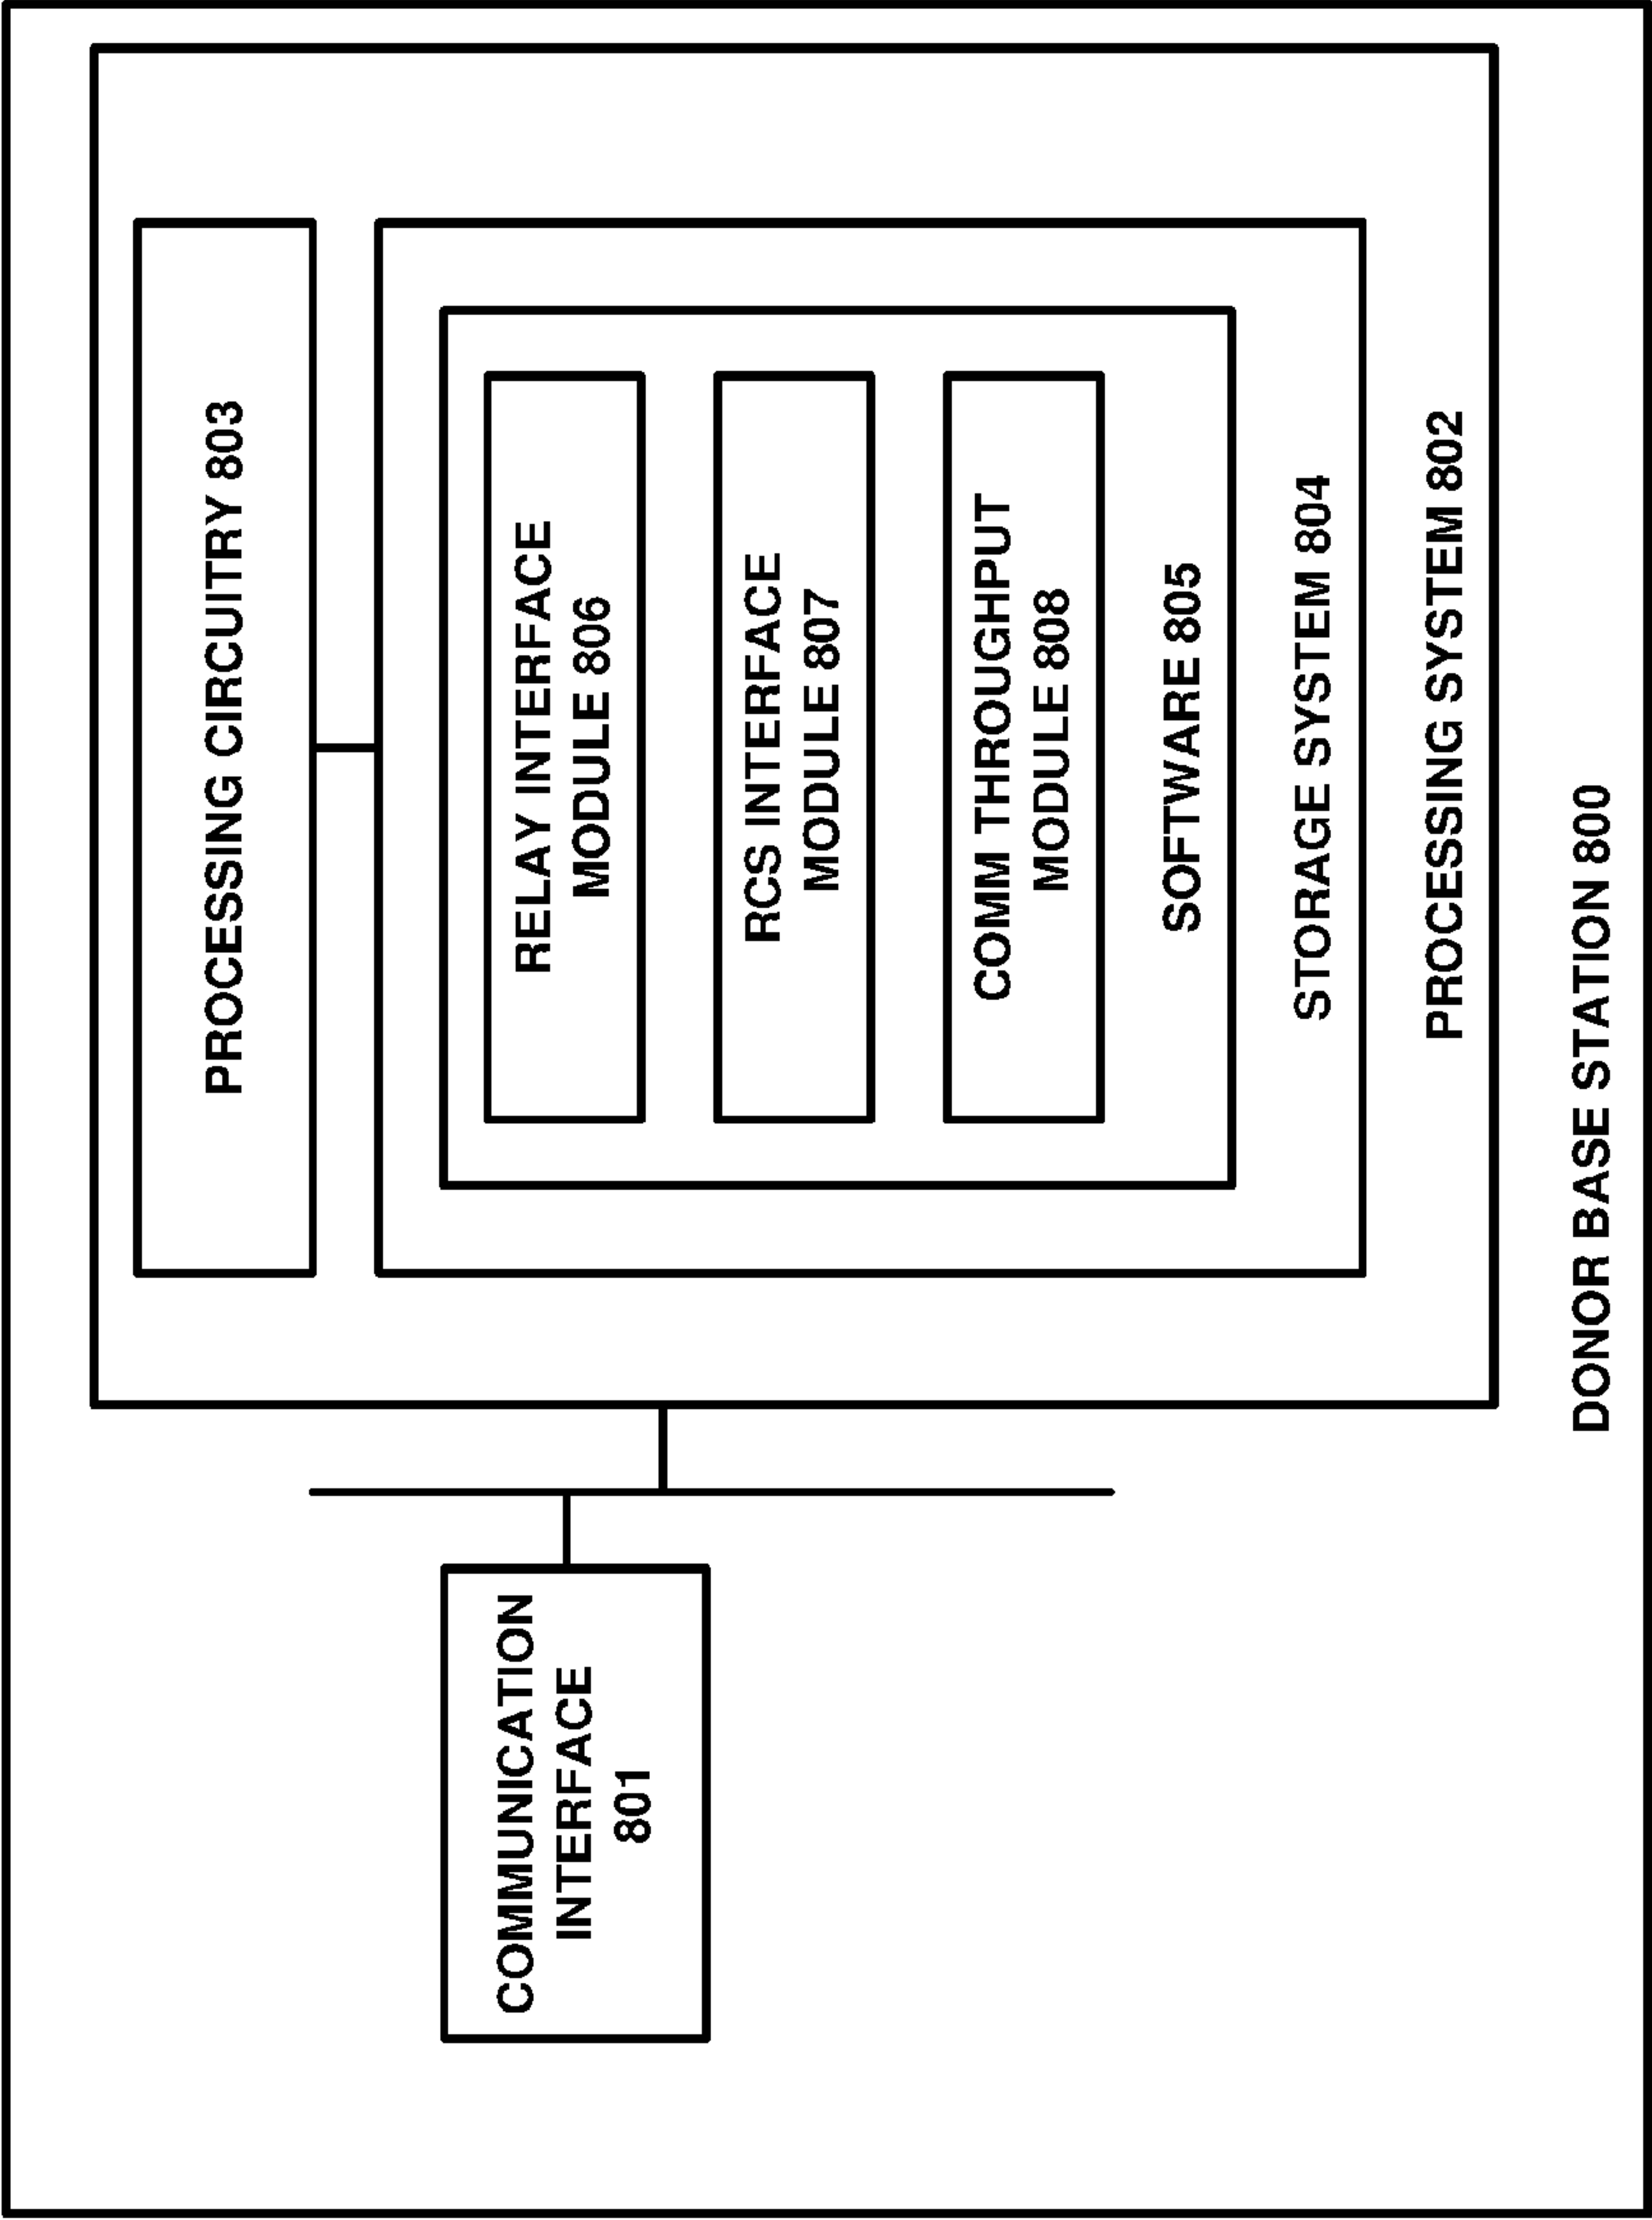 COMMUNICATION
INTERFACE
801
PROCESSING CIRCUITRY 803
RELAY INTERFACE
MODULE 806
RCS INTERFACE
MODULE 807
COMM THROUGHPUT
MODULE 808
SOFTWARE 805
STORAGE SYSTEM 804
PROCESSING SYSTEM 802
DONOR BASE STATION 800